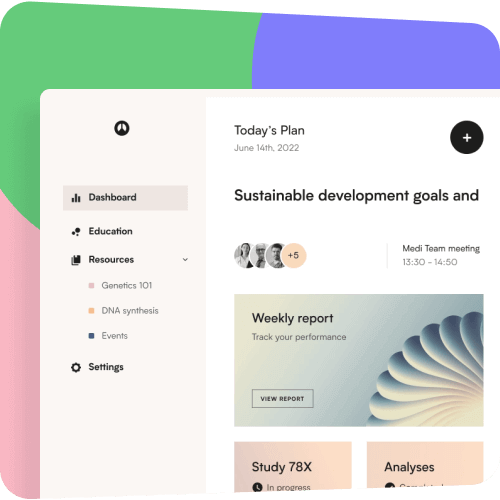 Today's Plan
June 14th, 2022
+
Dashboard
Sustainable development goals and
Education
Resources
Genetics 101
DNA synthesis
Events
Settings
+5
Medi Team meeting
13:30 – 14:50
Weekly report
Track your performance
VIEW REPORT
Study 78X
In progress
Analyses
Completed